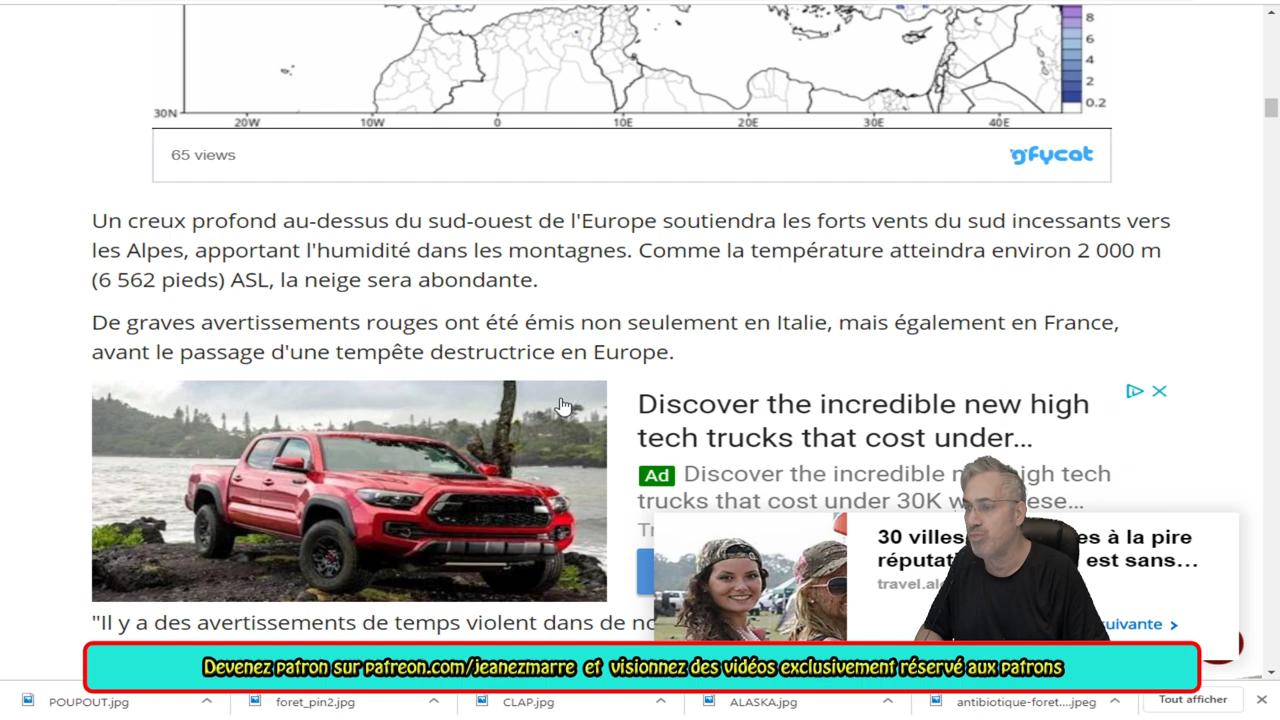 8
6
4
2
0.2
30N
20W 10W 0 10E 20E 30E 40E
65 views
gfycat
Un creux profond au-dessus du sud-ouest de l'Europe soutiendra les forts vents du sud incessants vers
les Alpes, apportant l'humidité dans les montagnes. Comme la température atteindra environ 2 000 m
(6 562 pieds) ASL, la neige sera abondante.
De graves avertissements rouges ont été émis non seulement en Italie, mais également en France,
avant le passage d'une tempête destructrice en Europe.
Discover the incredible new high
tech trucks that cost under...
Ad Discover the incredible high tech
trucks that cost under 30K
30 villes à la pire
est sans...
"Il y a des avertissements de temps violent dans de
Devenez patron sur patreon.com/jeanezmarre et visionnez des vidéos exclusivement réservé aux patrons
POUPOUT.jpg foret_pin2.jpg CLAP.jpg ALASKA.jpg antibiotique-foret....jpeg Tout afficher